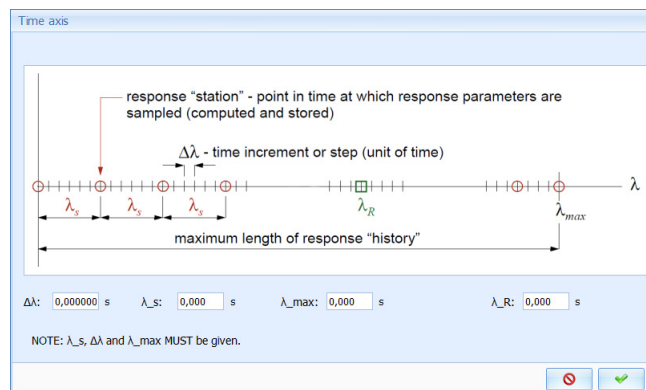 Time axis
response “station” - point in time at which response parameters are
sampled (computed and stored)
Δλ - time increment or step (unit of time)
λ
λs λs λs λR λmax
maximum length of response “history”
Δλ: 0,000000 s λ_s: 0,000 s λ_max: 0,000 s λ_R: 0,000 s
NOTE: λ_s, Δλ and λ_max MUST be given.